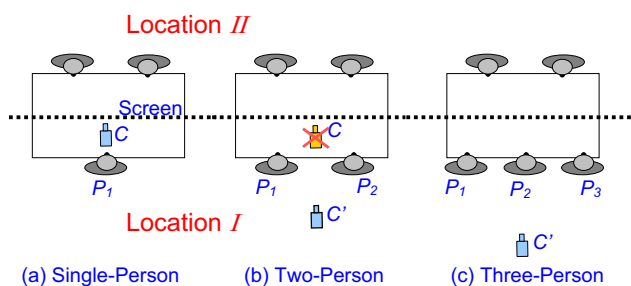 Location II
Screen
C
C
P1
P1
P2
P1
P2
P3
Location I
C'
C'
(a) Single-Person
(b) Two-Person
(c) Three-Person